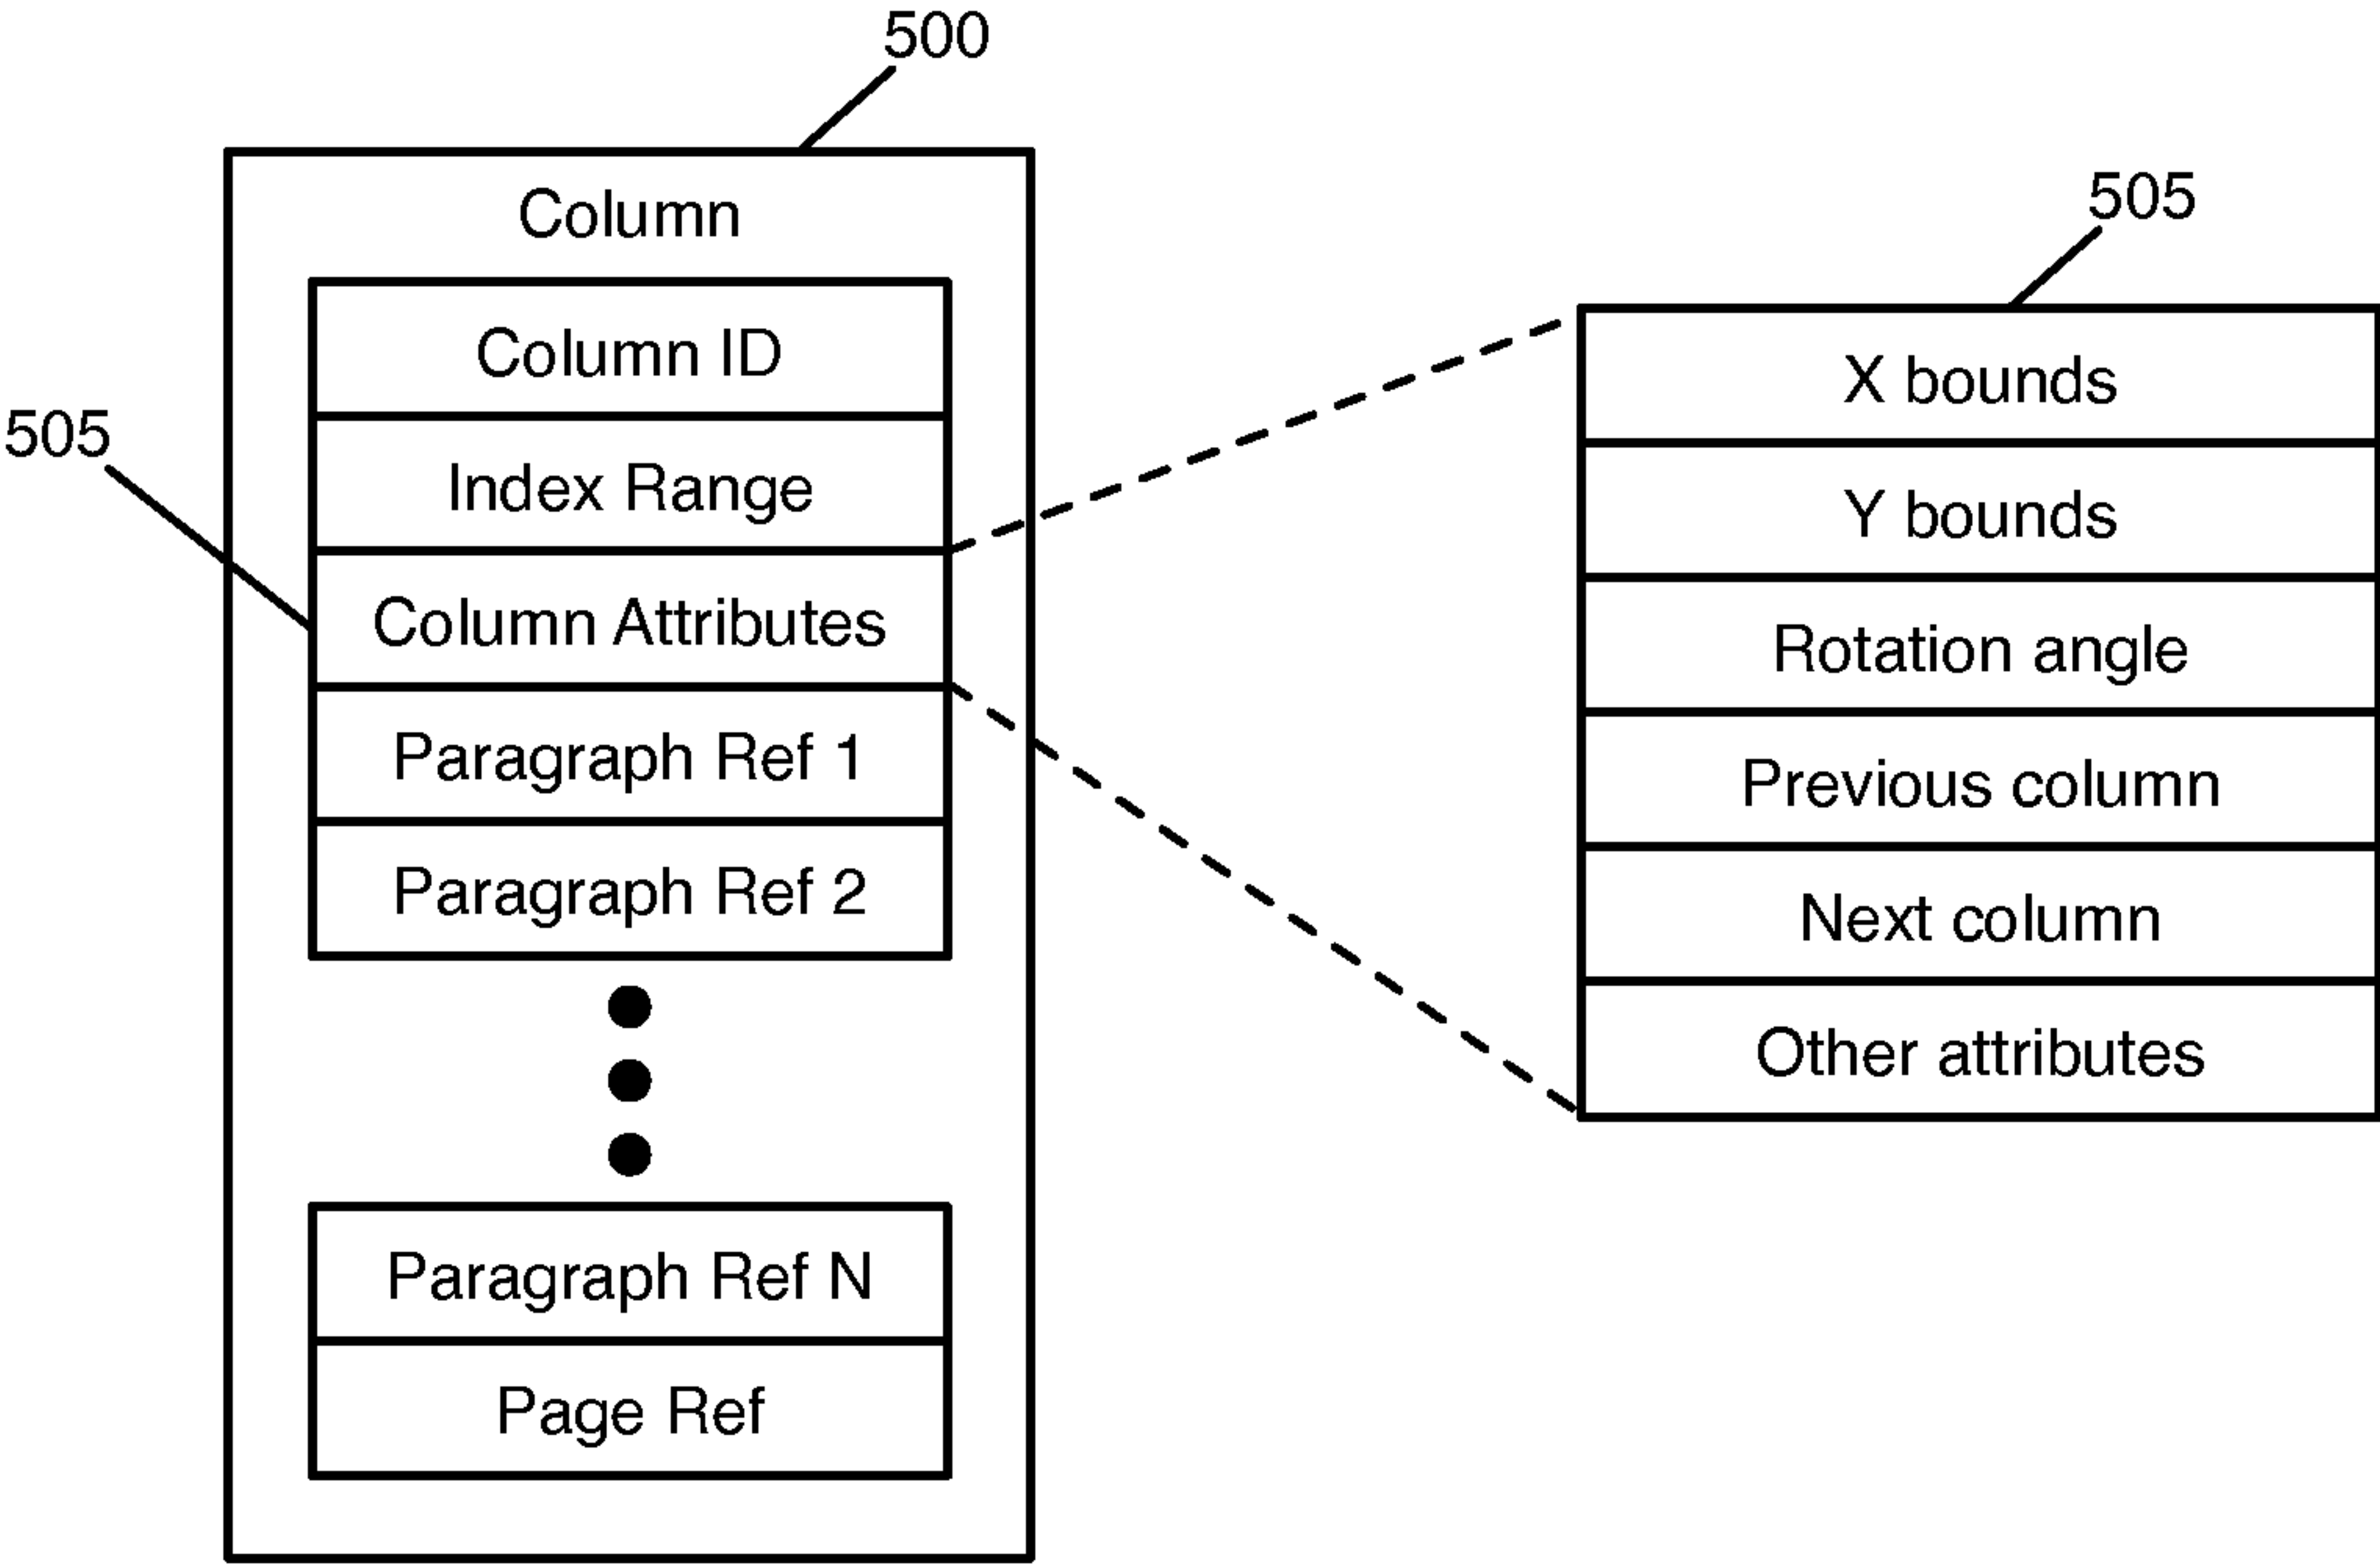 500
Column
Column ID
Index Range
505
Column Attributes
Paragraph Ref 1
Paragraph Ref 2
Paragraph Ref N
Page Ref
505
X bounds
Y bounds
Rotation angle
Previous column
Next column
Other attributes